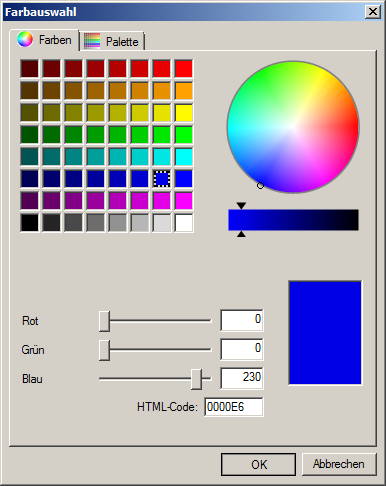 Farbauswahl
Farben Palette
Rot 0
Grün 0
Blau 230
HTML-Code: 0000E6
OK Abbrechen